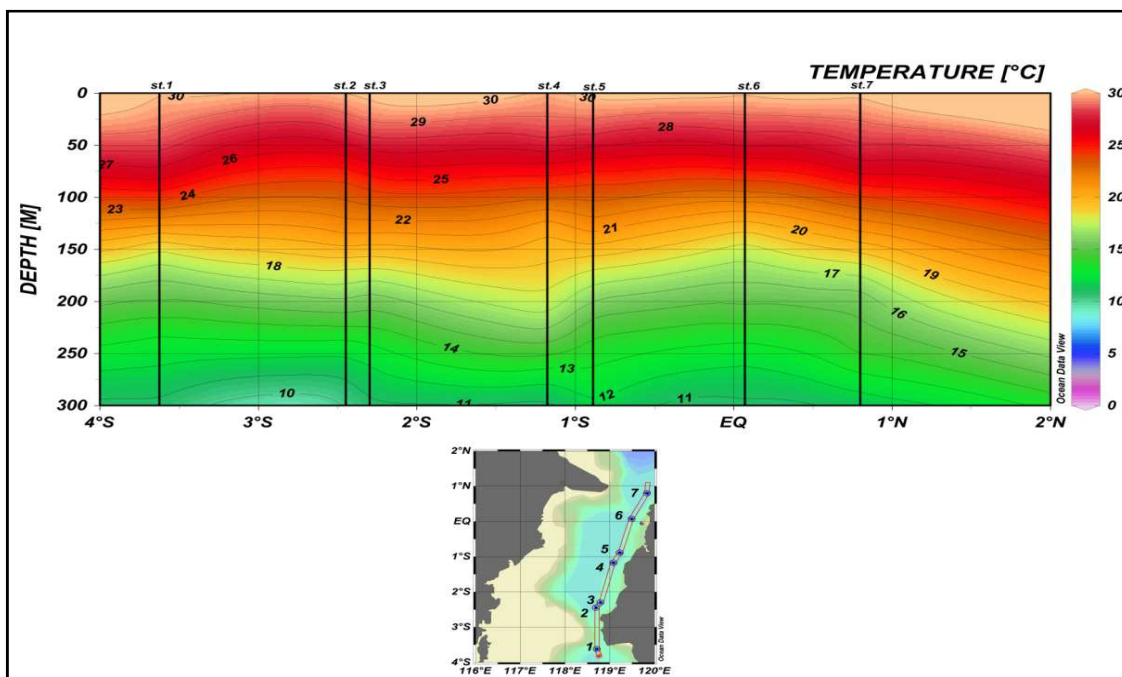 TEMPERATURE [°C]
st.1 st.2 st.3 st.4 st.5 st.6 st.7
0 30 30 30 30
29 28
50
27 26 25
25
100 24
23 22 21 20
20
150
18 17 19
15
200
16
14 15
10
250 13
5
10 11 12 11
300 0
4°S 3°S 2°S 1°S EQ 1°N 2°N
DEPTH [M]
Ocean Data View
2°N
1°N 7
EQ 6
1°S 5
4
2°S 3
2
3°S
1
4°S
116°E 117°E 118°E 119°E 120°E
Ocean Data View